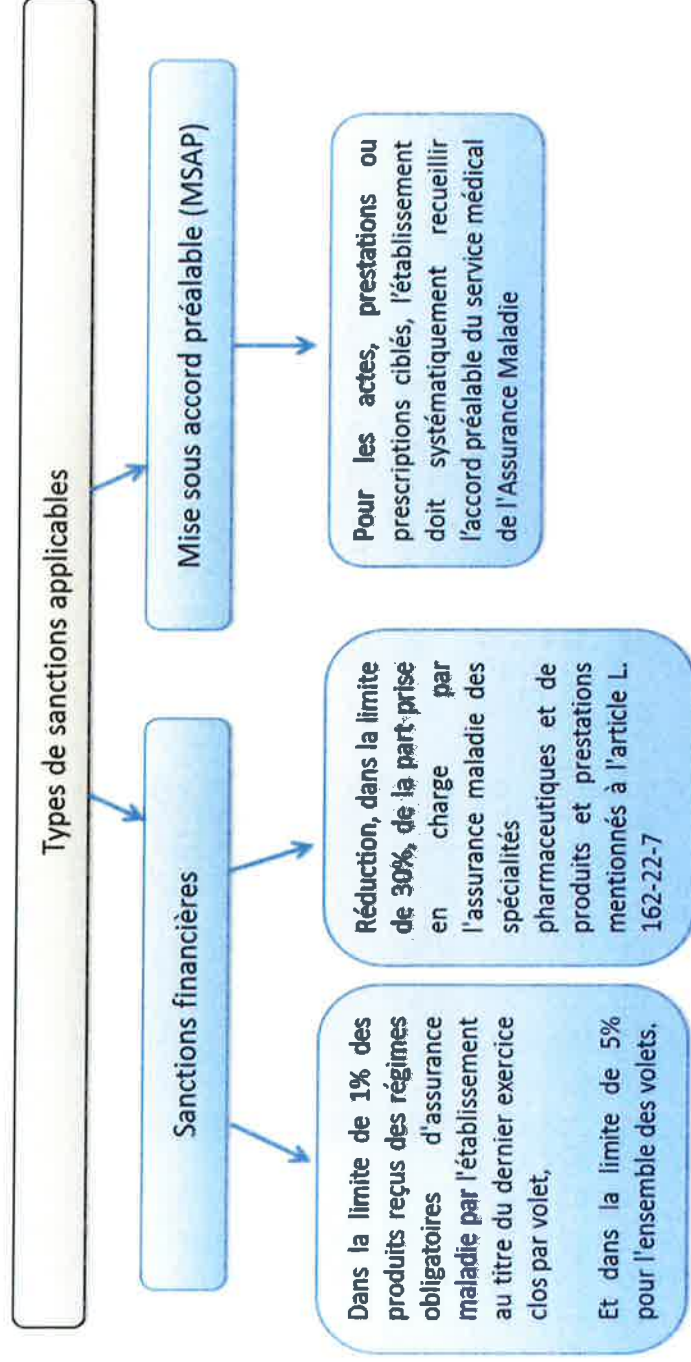 Types de sanctions applicables
Sanctions financières
Mise sous accord préalable (MSAP)
Dans la limite de 1% des
produits reçus des régimes
obligatoires d'assurance
maladie par l'établissement
au titre du dernier exercice
clos par volet,
Et dans la limite de 5%
pour l'ensemble des volets.
Réduction, dans la limite
de 30%, de la part prise
en charge par
l'assurance maladie des
spécialités
pharmaceutiques et de
produits et prestations
mentionnés à l'article L.
162-22-7
Pour les actes, prestations ou
prescriptions ciblés, l'établissement
doit systématiquement recueillir
l'accord préalable du service médical
de l'Assurance Maladie